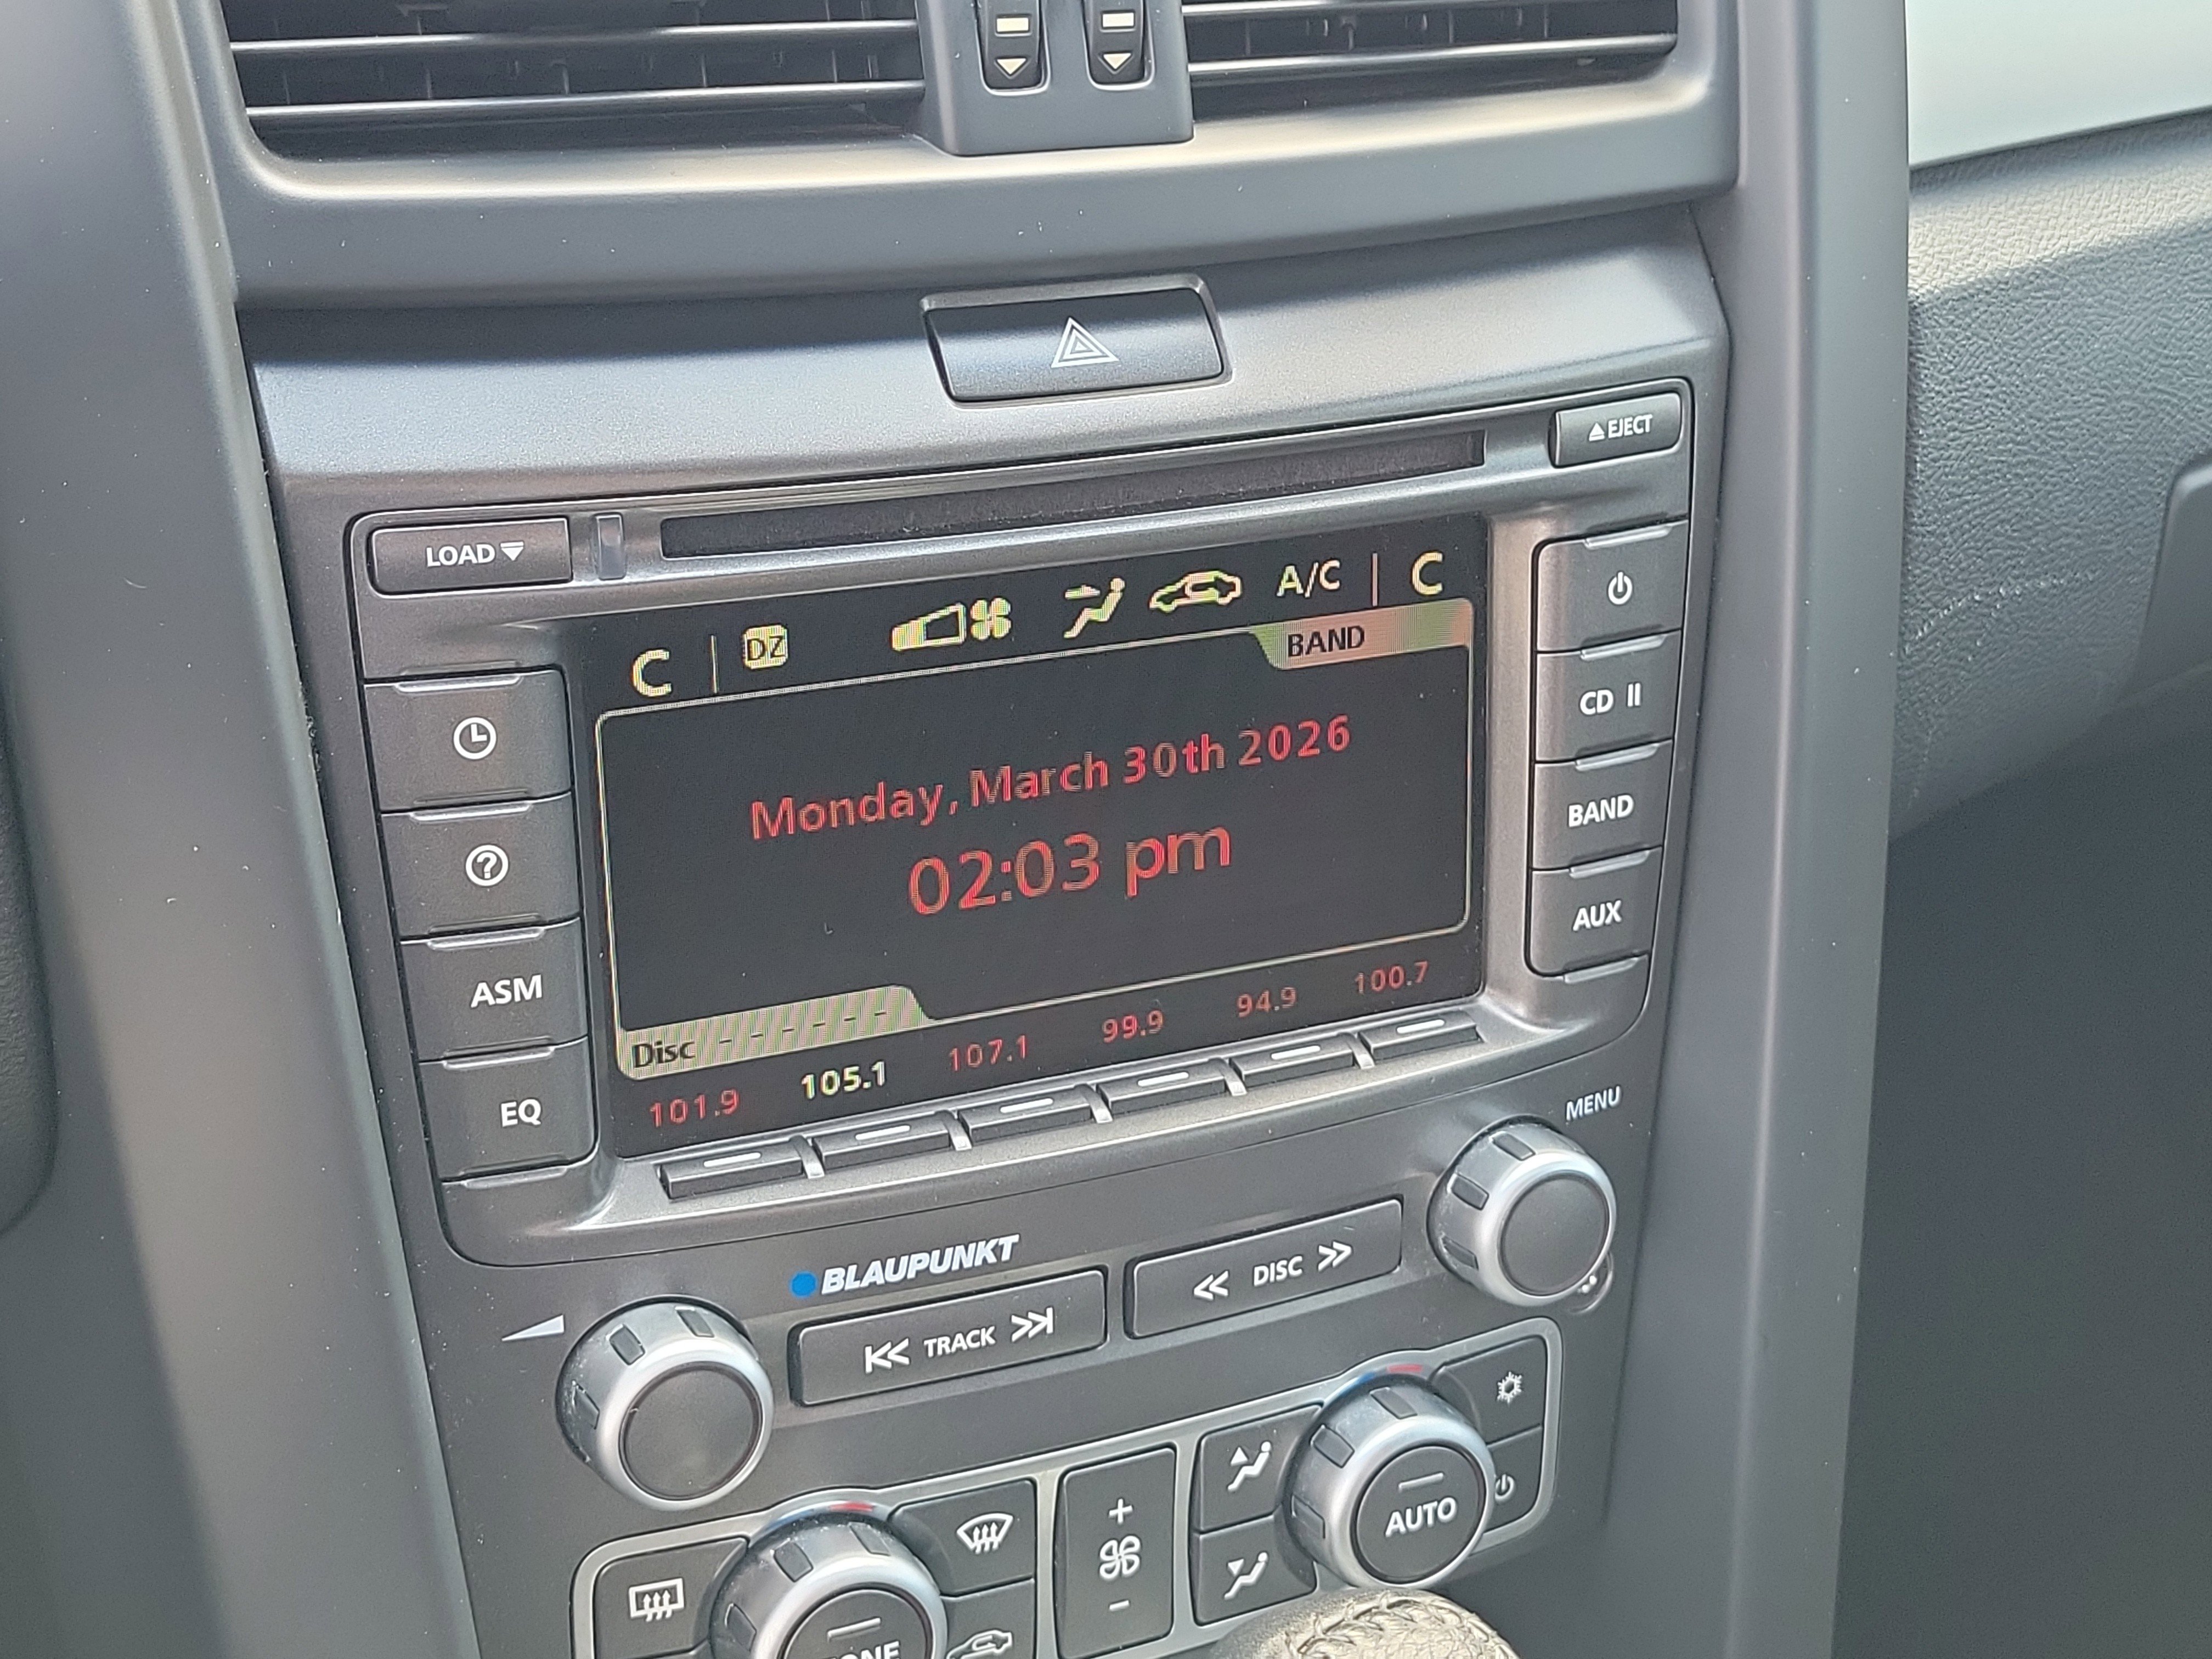 EJECT
LOAD
C DZ A/C C
BAND
Monday, March 30th 2026
02:03 pm
Disc - - - - - -
101.9 105.1 107.1 99.9 94.9 100.7
ASM
EQ
CD II
BAND
AUX
MENU
BLAUPUNKT
TRACK
DISC
AUTO